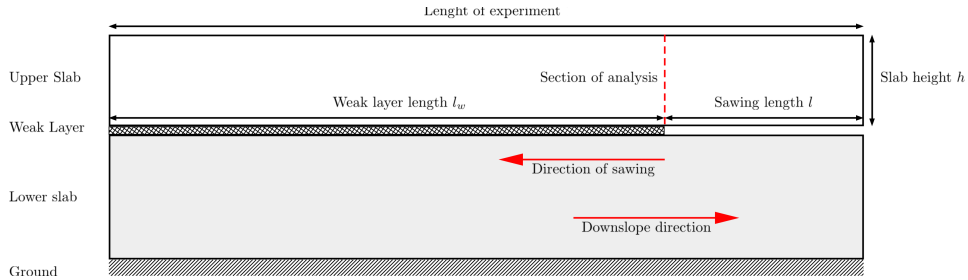 Lenght of experiment
Upper Slab
Section of analysis
Slab height h
Weak layer length l_w
Sawing length l
Weak Layer
Direction of sawing
Lower slab
Downslope direction
Ground